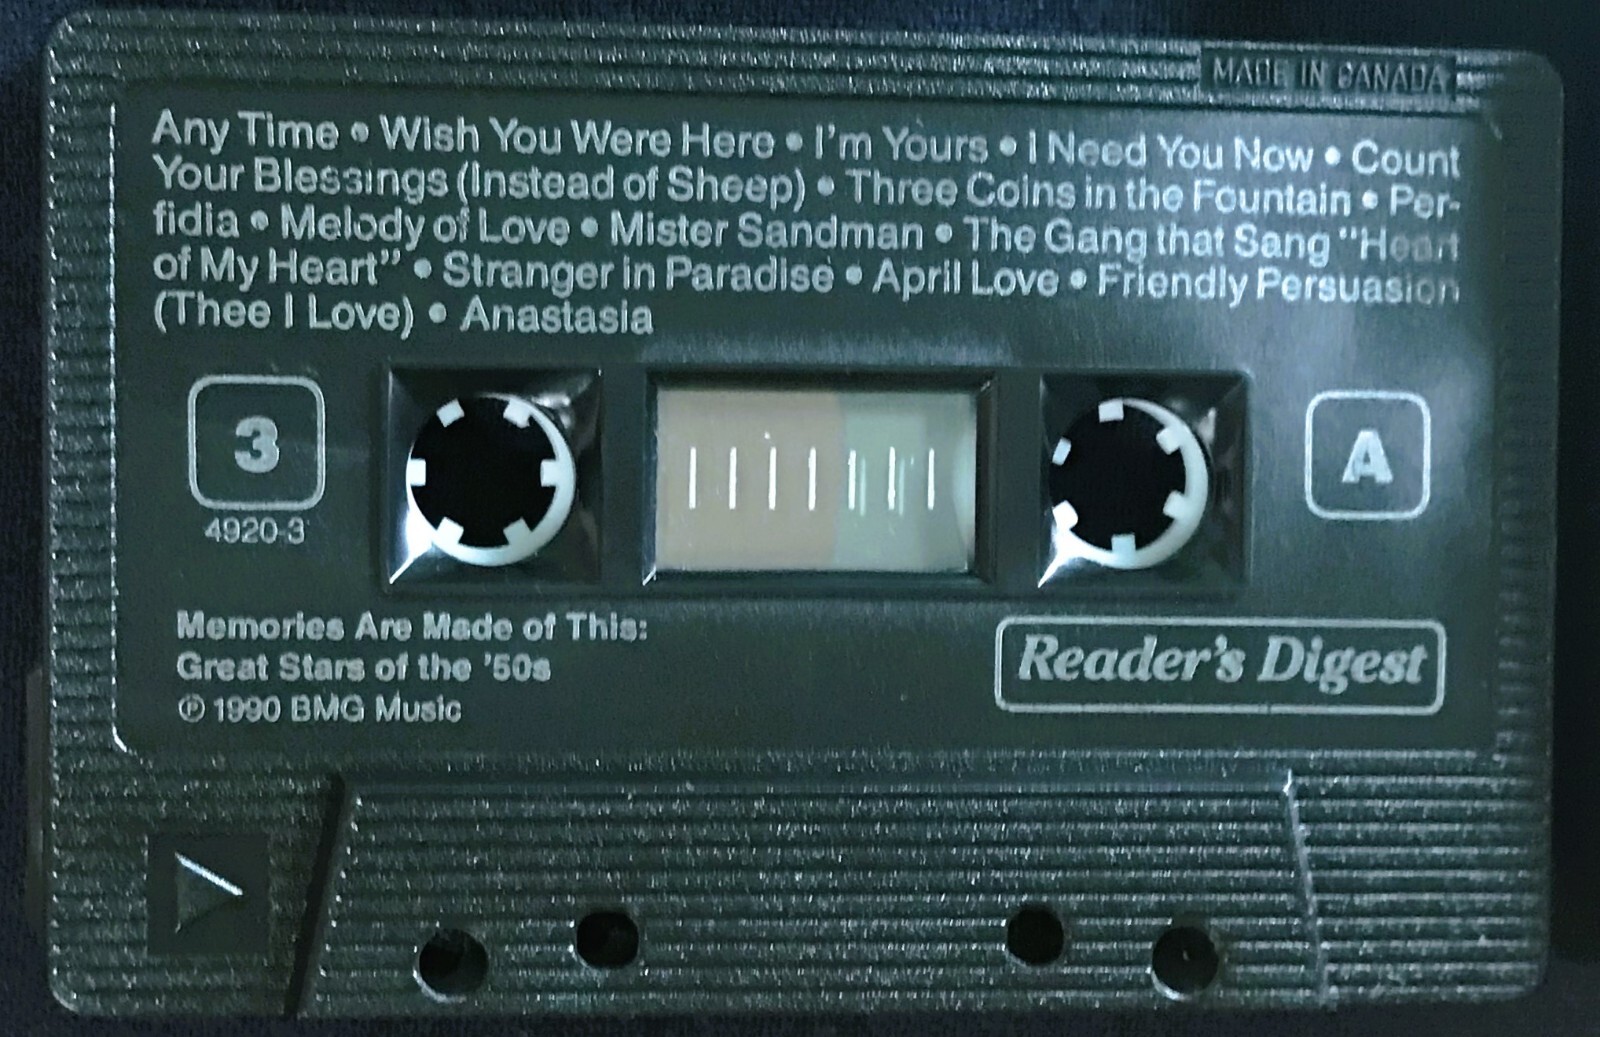 MADE IN CANADA
Any Time • Wish You Were Here • I'm Yours • I Need You Now • Count
Your Blessings (Instead of Sheep) • Three Coins in the Fountain • Per-
fidia • Melody of Love • Mister Sandman • The Gang that Sang "Heart
of My Heart" • Stranger in Paradise • April Love • Friendly Persuasion
(Thee I Love) • Anastasia
3
A
4920-3
Memories Are Made of This:
Great Stars of the '50s
℗ 1990 BMG Music
Reader's Digest